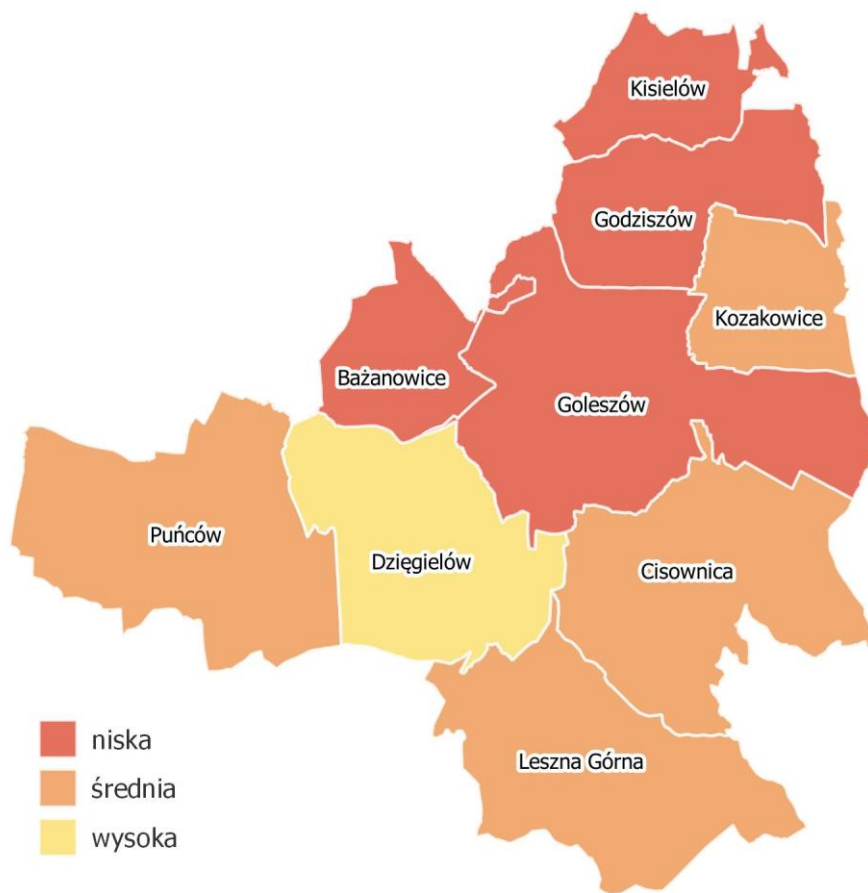 Kisielów
Godziszów
Kozakowice
Bażanowice
Goleszów
Puńców
Dzięgielów
Cisownica
Leszna Górna
niska
średnia
wysoka